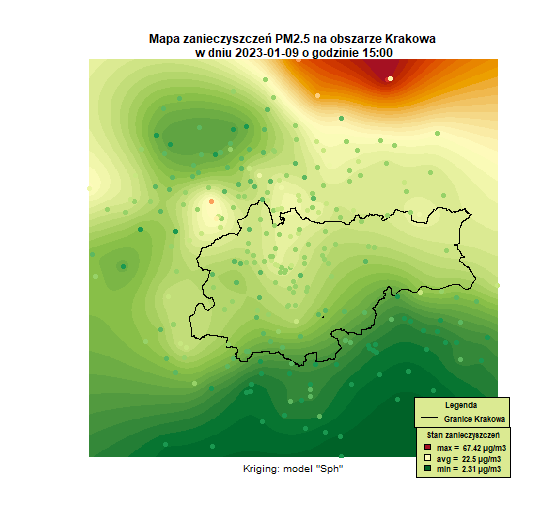 Mapa zanieczyszczeń PM2.5 na obszarze Krakowa
w dniu 2023-01-09 o godzinie 15:00
Legenda
Granice Krakowa
Stan zanieczyszczeń
max = 67.42 µg/m3
avg = 22.5 µg/m3
min = 2.31 µg/m3
Kriging: model "Sph"